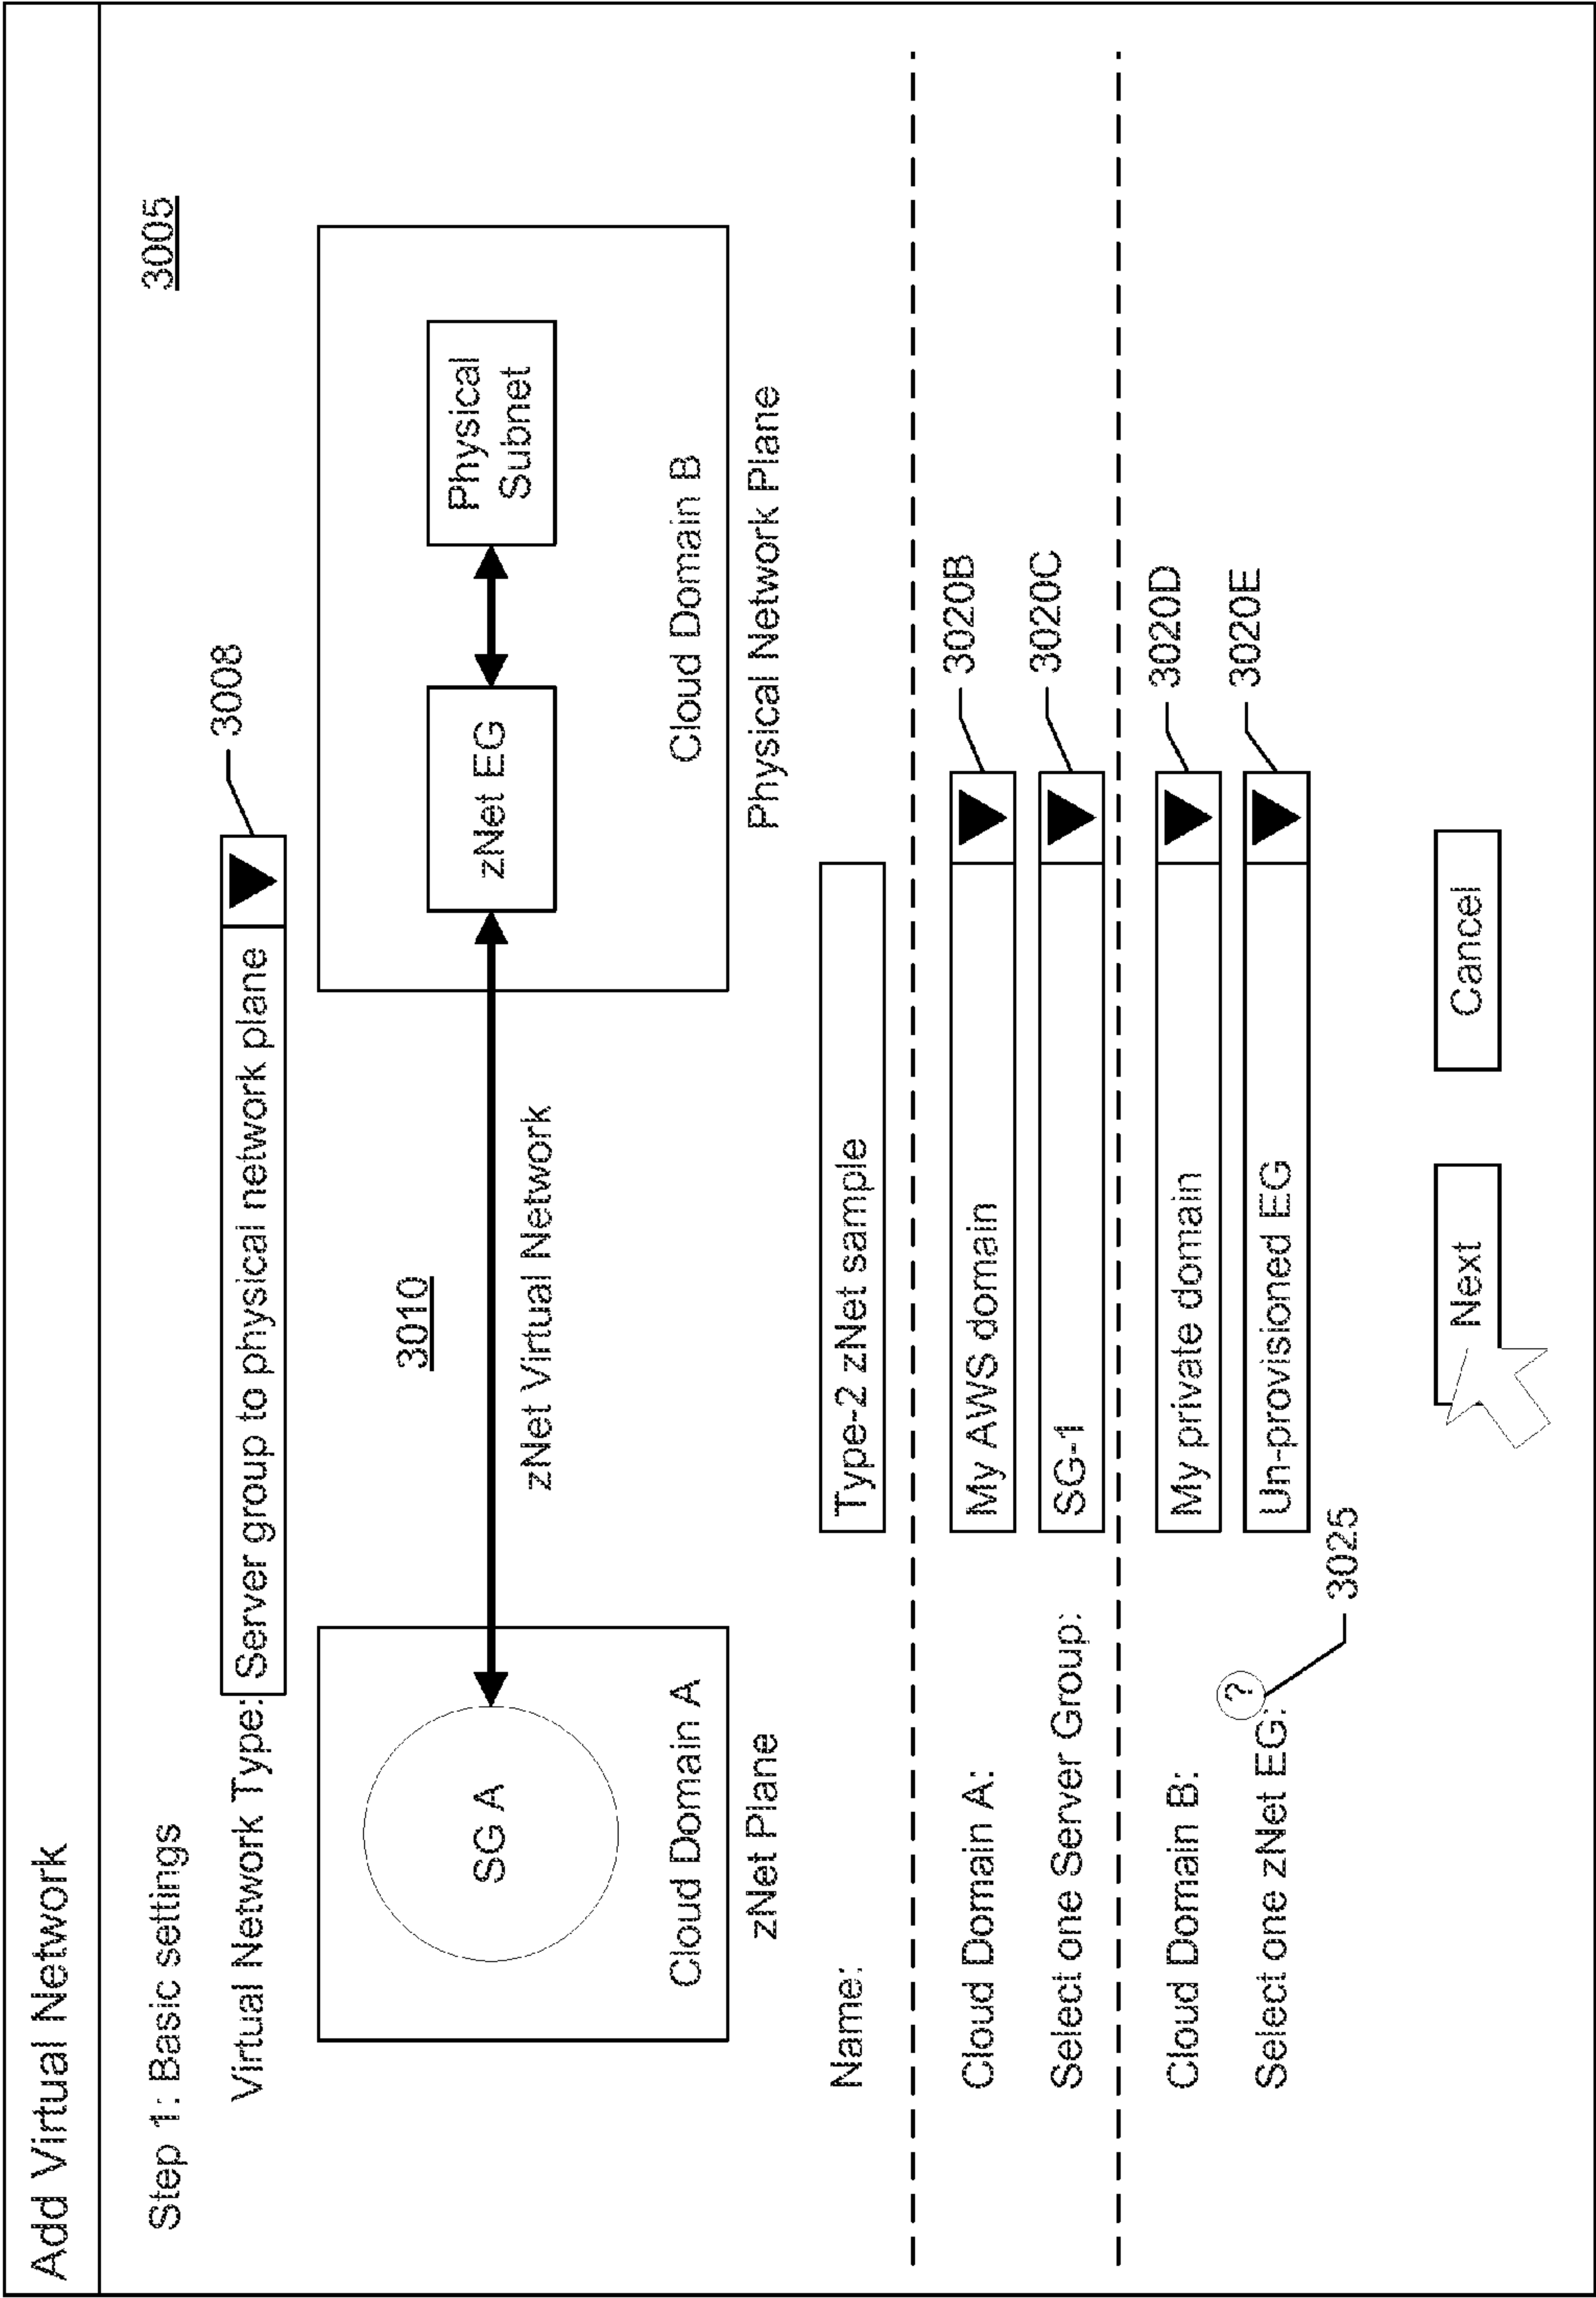 Add Virtual Network
Step 1: Basic settings
3005
Virtual Network Type: Server group to physical network plane
3008
3010
SG A
zNet EG
Physical
Subnet
zNet Virtual Network
Cloud Domain A
Cloud Domain B
zNet Plane
Physical Network Plane
Name: Type-2 zNet sample
Cloud Domain A: My AWS domain 3020B
Select one Server Group: SG-1 3020C
Cloud Domain B: My private domain 3020D
?
Select one zNet EG: Un-provisioned EG 3020E
3025
Next Cancel